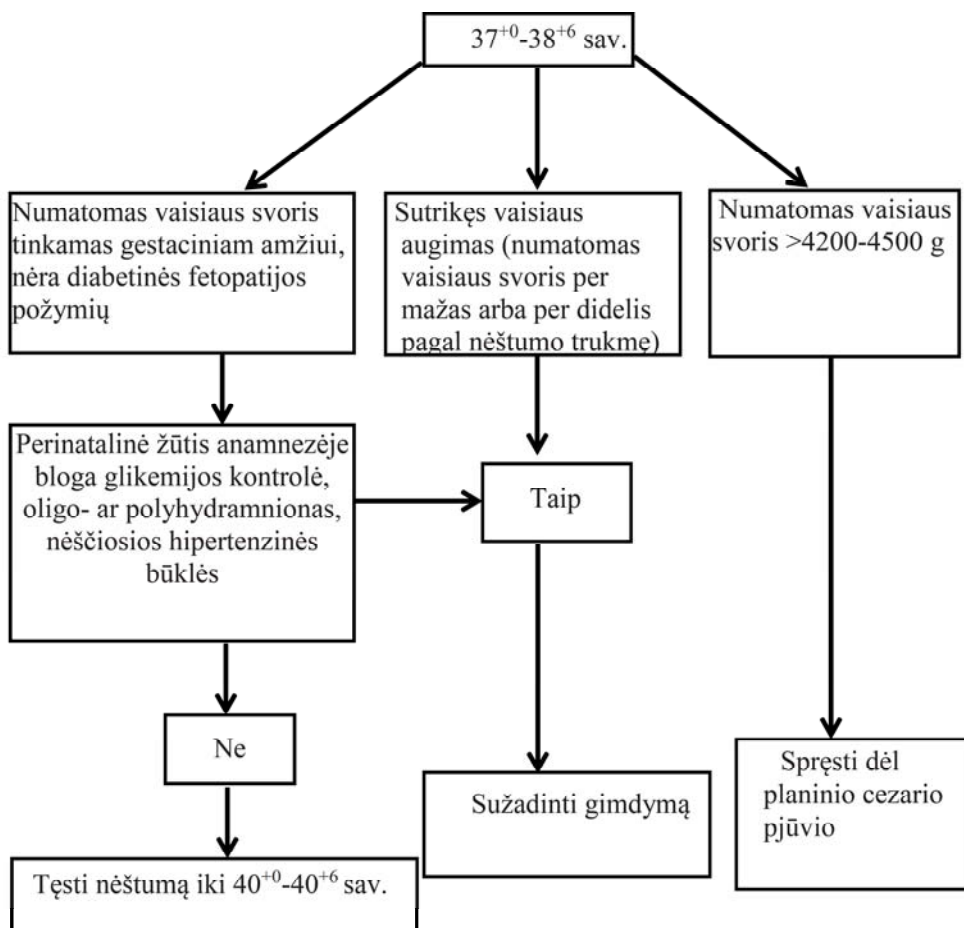 37+0-38+6 sav.
Numatomas vaisiaus svoris
tinkamas gestaciniam amžiui,
nėra diabetinės fetopatijos
požymių
Sutrikęs vaisiaus
augimas (numatomas
vaisiaus svoris per
mažas arba per didelis
pagal nėštumo trukmę)
Numatomas vaisiaus
svoris >4200-4500 g
Perinatalinė žūtis anamnezėje
bloga glikemijos kontrolė,
oligo- ar polyhydramnionas,
nėščiosios hipertenzinės
būklės
Taip
Ne
Sužadinti gimdymą
Spręsti dėl
planinio cezario
pjūvio
Tęsti nėštumą iki 40+0-40+6 sav.